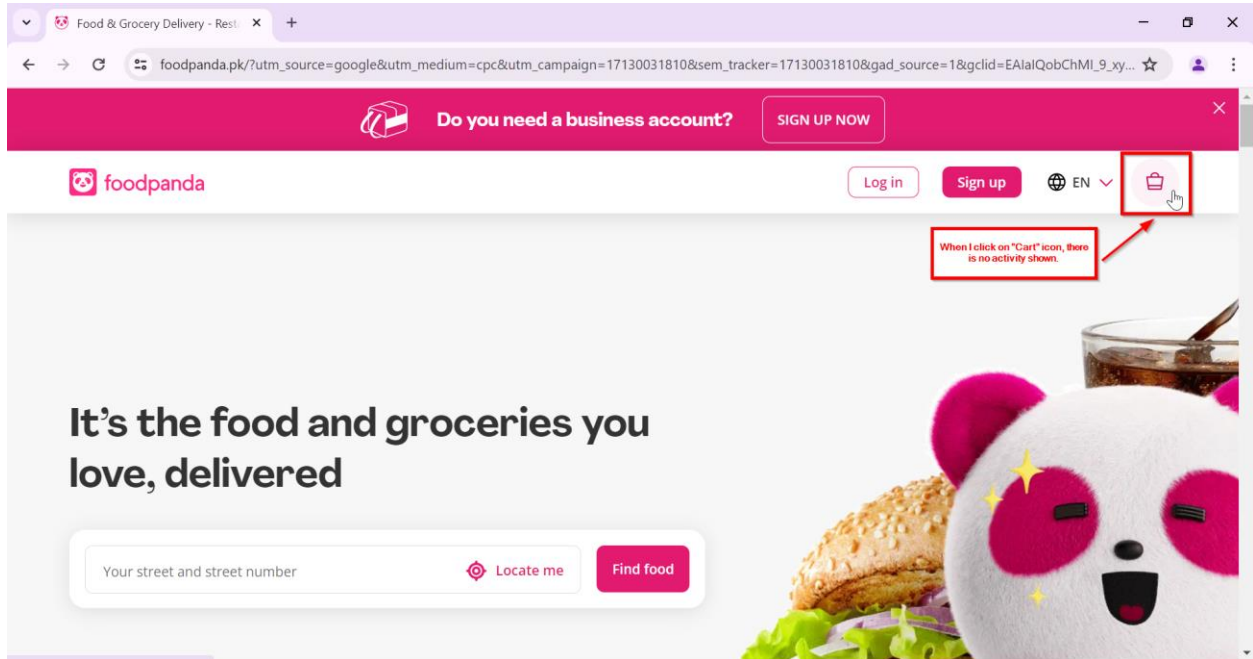 Food & Grocery Delivery - Rest
foodpanda.pk/?utm_source=google&utm_medium=cpc&utm_campaign=17130031810&sem_tracker=17130031810&gad_source=1&gclid=EAIaIQobChMI_9_xy...
Do you need a business account?
SIGN UP NOW
foodpanda
Log in
Sign up
EN
When I click on "Cart" icon, there
is no activity shown.
It's the food and groceries you
love, delivered
Your street and street number
Locate me
Find food